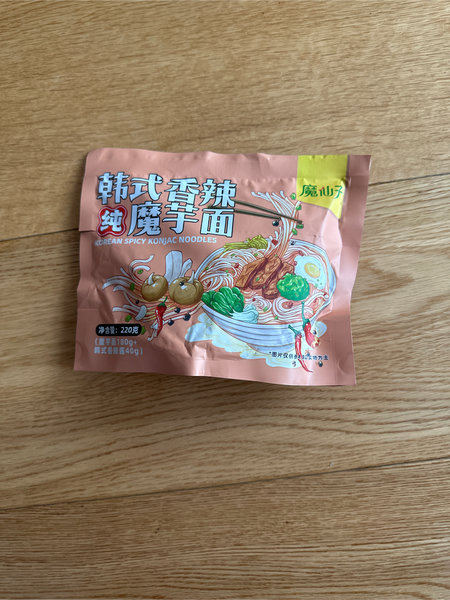 魔仙子
韩式香辣
纯魔芋面
KOREAN SPICY KONJAC NOODLES
净含量：220克
（魔芋面180g+
韩式香辣酱40g）